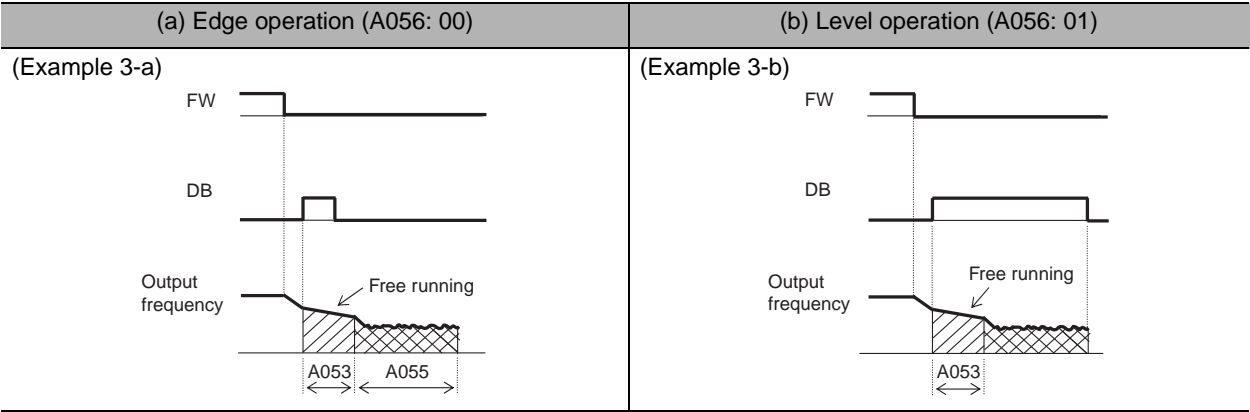 (a) Edge operation (A056: 00)
(b) Level operation (A056: 01)
(Example 3-a)
FW
DB
Output
frequency
Free running
A053
A055
(Example 3-b)
FW
DB
Output
frequency
Free running
A053